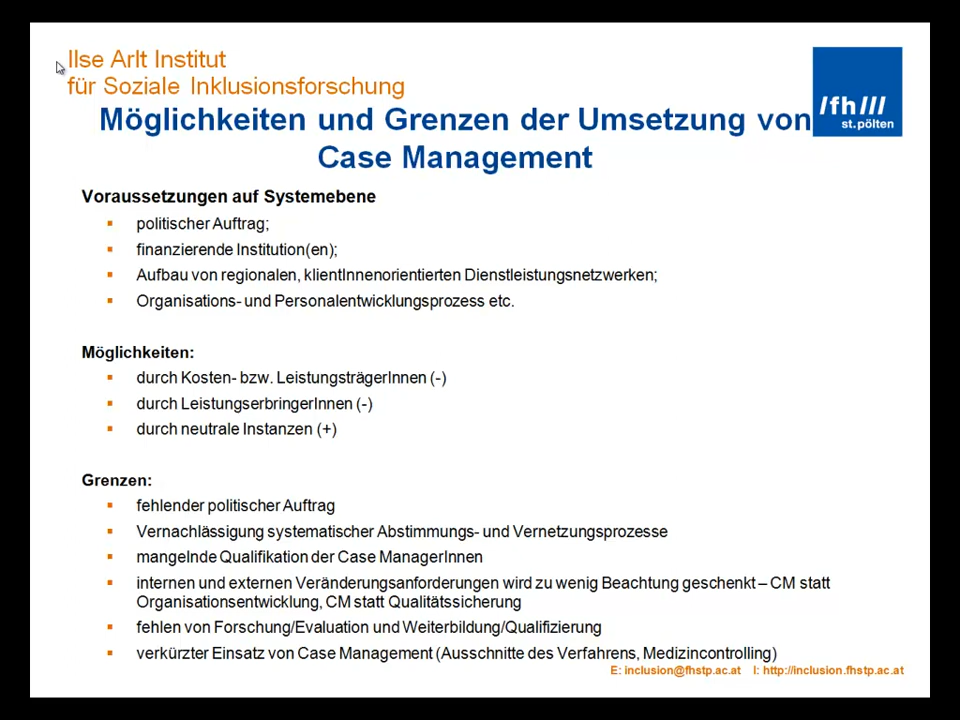 Ilse Arlt Institut
für Soziale Inklusionsforschung
Möglichkeiten und Grenzen der Umsetzung von
Case Management
fh
st.pölten
Voraussetzungen auf Systemebene
politischer Auftrag;
finanzierende Institution(en);
Aufbau von regionalen, klientInnenorientierten Dienstleistungsnetzwerken;
Organisations- und Personalentwicklungsprozess etc.
Möglichkeiten:
durch Kosten- bzw. LeistungsträgerInnen (-)
durch LeistungserbringerInnen (-)
durch neutrale Instanzen (+)
Grenzen:
fehlender politischer Auftrag
Vernachlässigung systematischer Abstimmungs- und Vernetzungsprozesse
mangelnde Qualifikation der Case ManagerInnen
internen und externen Veränderungsanforderungen wird zu wenig Beachtung geschenkt – CM statt
Organisationsentwicklung, CM statt Qualitätssicherung
fehlen von Forschung/Evaluation und Weiterbildung/Qualifizierung
verkürzter Einsatz von Case Management (Ausschnitte des Verfahrens, Medizincontrolling)
E: inclusion@fhstp.ac.at I: http://inclusion.fhstp.ac.at